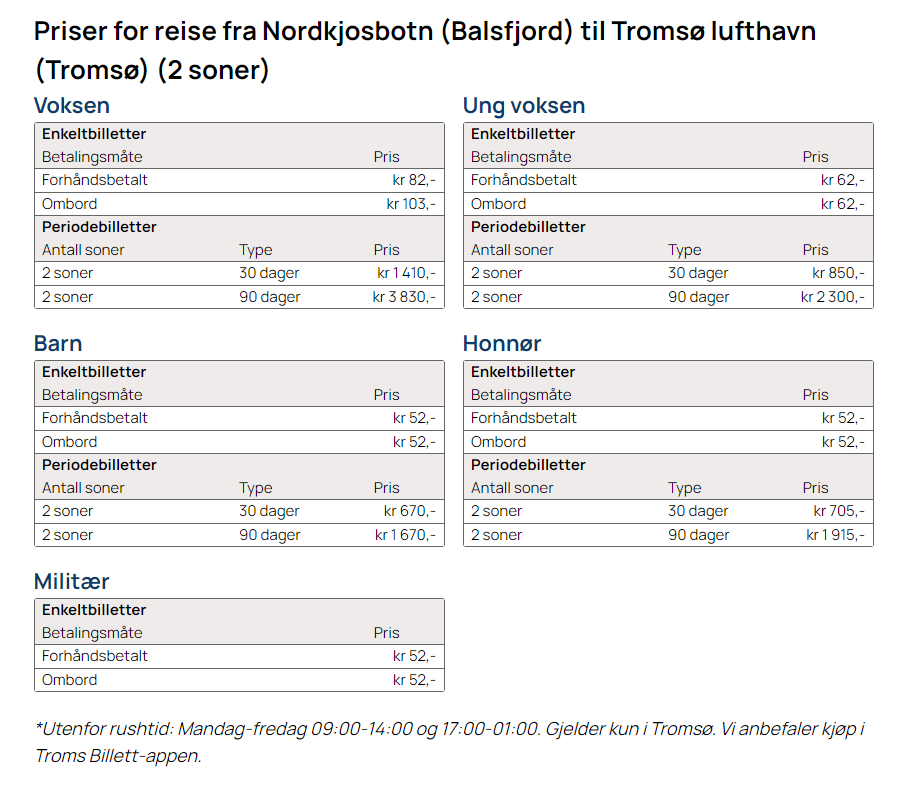 Priser for reise fra Nordkjosbotn (Balsfjord) til Tromsø lufthavn
(Tromsø) (2 soner)
Voksen
Enkeltbilletter
Betalingsmåte Pris
Forhåndsbetalt kr 82,-
Ombord kr 103,-
Periodebilletter
Antall soner Type Pris
2 soner 30 dager kr 1 410,-
2 soner 90 dager kr 3 830,-
Ung voksen
Enkeltbilletter
Betalingsmåte Pris
Forhåndsbetalt kr 62,-
Ombord kr 62,-
Periodebilletter
Antall soner Type Pris
2 soner 30 dager kr 850,-
2 soner 90 dager kr 2 300,-
Barn
Enkeltbilletter
Betalingsmåte Pris
Forhåndsbetalt kr 52,-
Ombord kr 52,-
Periodebilletter
Antall soner Type Pris
2 soner 30 dager kr 670,-
2 soner 90 dager kr 1 670,-
Honnør
Enkeltbilletter
Betalingsmåte Pris
Forhåndsbetalt kr 52,-
Ombord kr 52,-
Periodebilletter
Antall soner Type Pris
2 soner 30 dager kr 705,-
2 soner 90 dager kr 1 915,-
Militær
Enkeltbilletter
Betalingsmåte Pris
Forhåndsbetalt kr 52,-
Ombord kr 52,-
*Utenfor rushtid: Mandag-fredag 09:00-14:00 og 17:00-01:00. Gjelder kun i Tromsø. Vi anbefaler kjøp i
Troms Billett-appen.